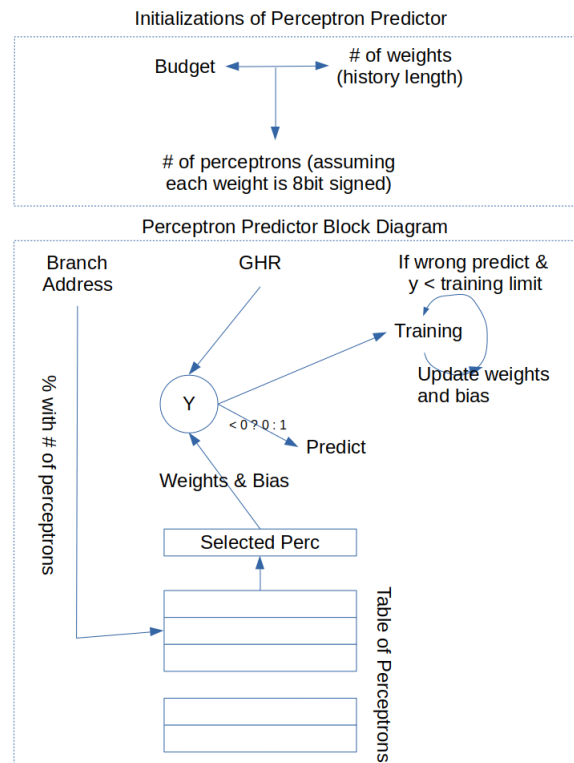 Initializations of Perceptron Predictor
Budget
# of weights
(history length)
# of perceptrons (assuming
each weight is 8bit signed)
Perceptron Predictor Block Diagram
Branch
Address
GHR
If wrong predict &
y < training limit
Training
Update weights
and bias
% with # of perceptrons
Y
< 0 ? 0 : 1
Predict
Weights & Bias
Selected Perc
Table of Perceptrons